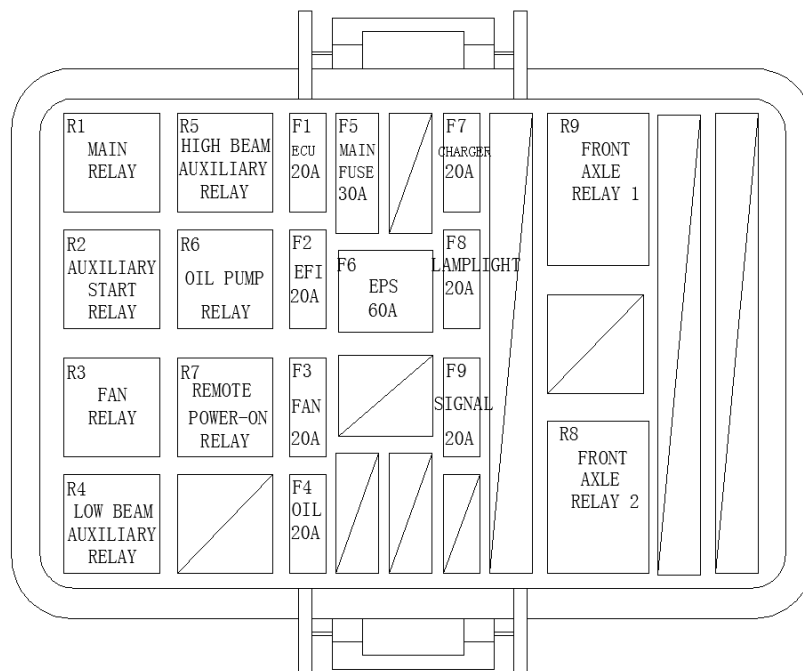 R1
MAIN
RELAY
R5
HIGH BEAM
AUXILIARY
RELAY
F1
ECU
20A
F5
MAIN
FUSE
30A
F7
CHARGER
20A
R9
FRONT
AXLE
RELAY 1
R2
AUXILIARY
START
RELAY
R6
OIL PUMP
RELAY
F2
EFI
20A
F6
EPS
60A
F8
LAMPLIGHT
20A
R3
FAN
RELAY
R7
REMOTE
POWER-ON
RELAY
F3
FAN
20A
F9
SIGNAL
20A
R8
FRONT
AXLE
RELAY 2
R4
LOW BEAM
AUXILIARY
RELAY
F4
OIL
20A